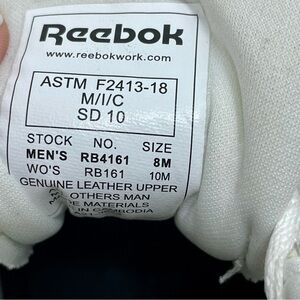 Reebok
www.reebokwork.com
ASTM F2413-18
M/I/C
SD 10
STOCK NO. SIZE
MEN'S RB4161 8M
WO'S RB161 10M
GENUINE LEATHER UPPER
OTHERS MAN
MATERIALS